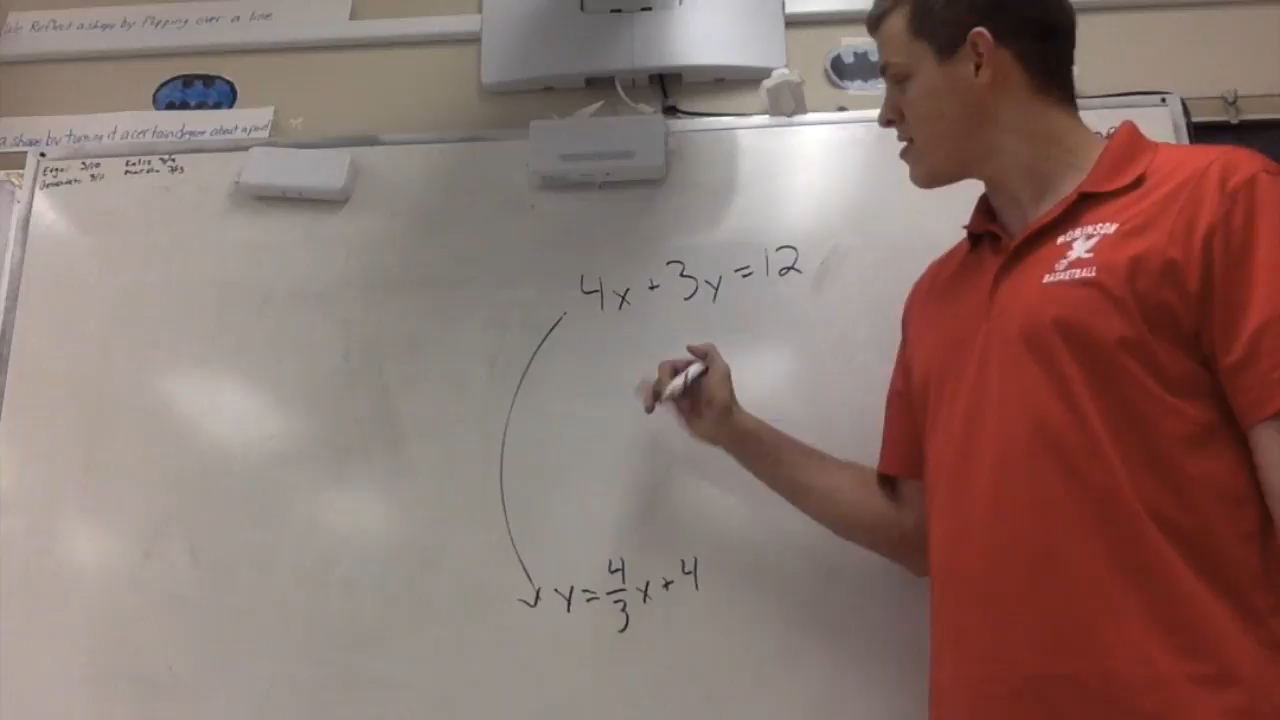 We Reflect a shape by flipping over a line
a shape by turning it a certain degree about a point
4x + 3y = 12
y = 4/3 x + 4
ROBINSON
BASKETBALL